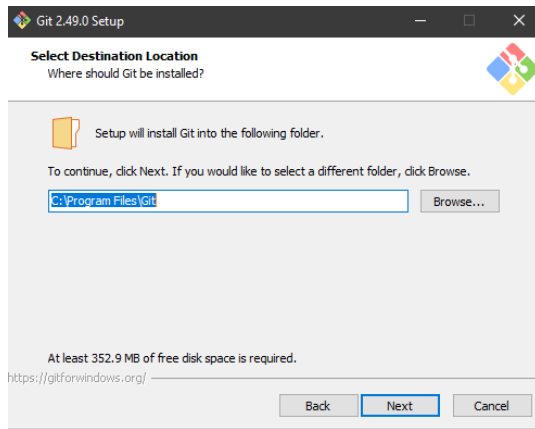 Git 2.49.0 Setup
Select Destination Location
Where should Git be installed?
Setup will install Git into the following folder.
To continue, click Next. If you would like to select a different folder, click Browse.
C:\Program Files\Git
Browse...
At least 352.9 MB of free disk space is required.
https://gitforwindows.org/
Back
Next
Cancel